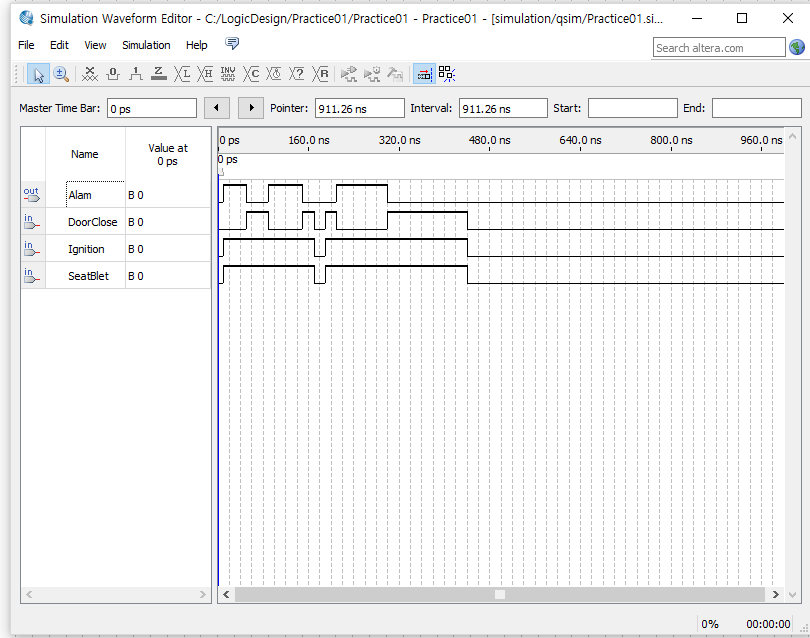 Simulation Waveform Editor - C:/LogicDesign/Practice01/Practice01 - Practice01 - [simulation/qsim/Practice01.si...
File Edit View Simulation Help
Search altera.com
Master Time Bar: 0 ps Pointer: 911.26 ns Interval: 911.26 ns Start: End:
Name Value at 0 ps
0 ps 160.0 ns 320.0 ns 480.0 ns 640.0 ns 800.0 ns 960.0 ns
0 ps
out Alam B 0
in DoorClose B 0
in Ignition B 0
in SeatBlet B 0
0% 00:00:00